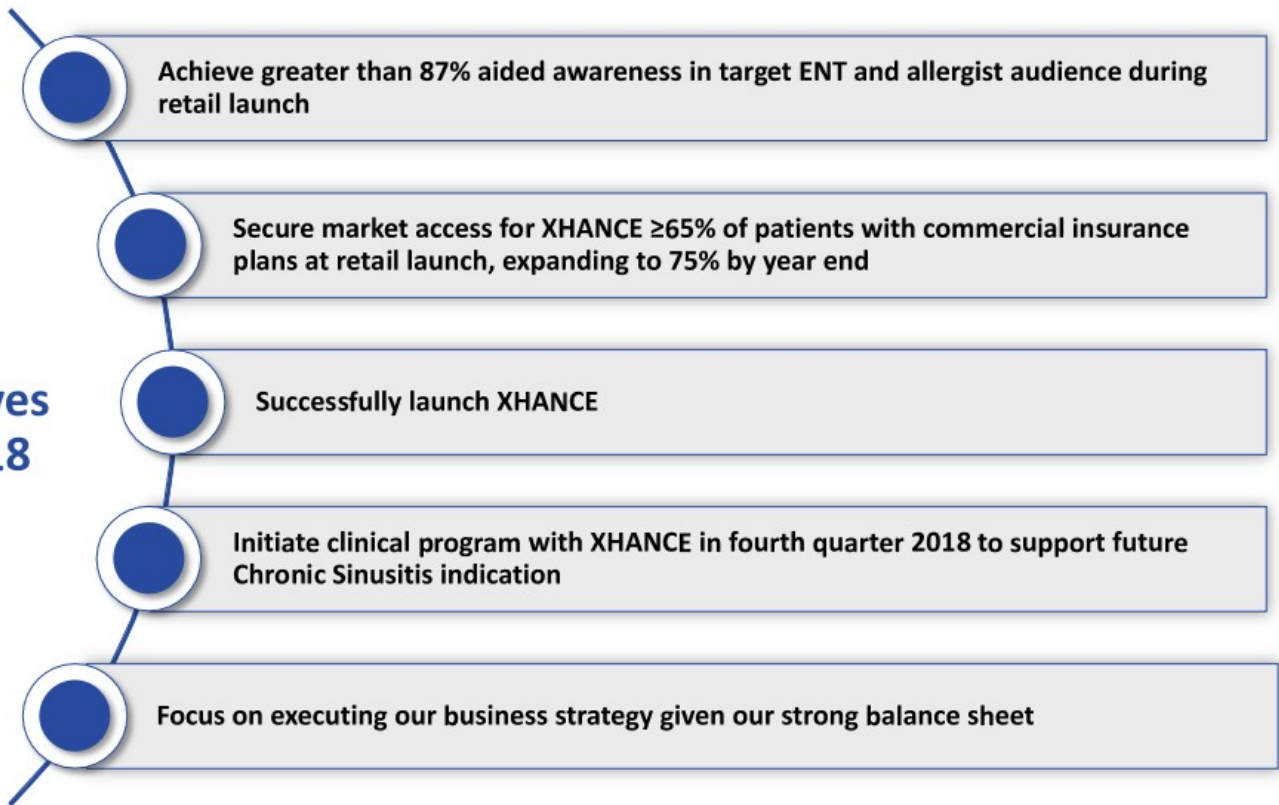 Achieve greater than 87% aided awareness in target ENT and allergist audience during
retail launch
Secure market access for XHANCE ≥65% of patients with commercial insurance
plans at retail launch, expanding to 75% by year end
Successfully launch XHANCE
Initiate clinical program with XHANCE in fourth quarter 2018 to support future
Chronic Sinusitis indication
Focus on executing our business strategy given our strong balance sheet